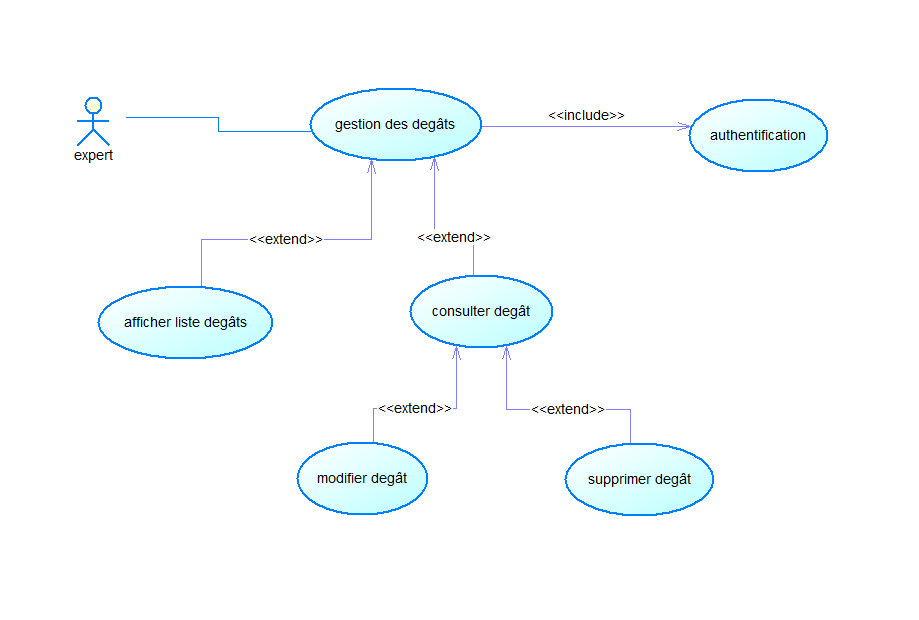 expert
gestion des degâts
<<include>>
authentification
<<extend>>
<<extend>>
afficher liste degâts
consulter degât
<<extend>>
<<extend>>
modifier degât
supprimer degât